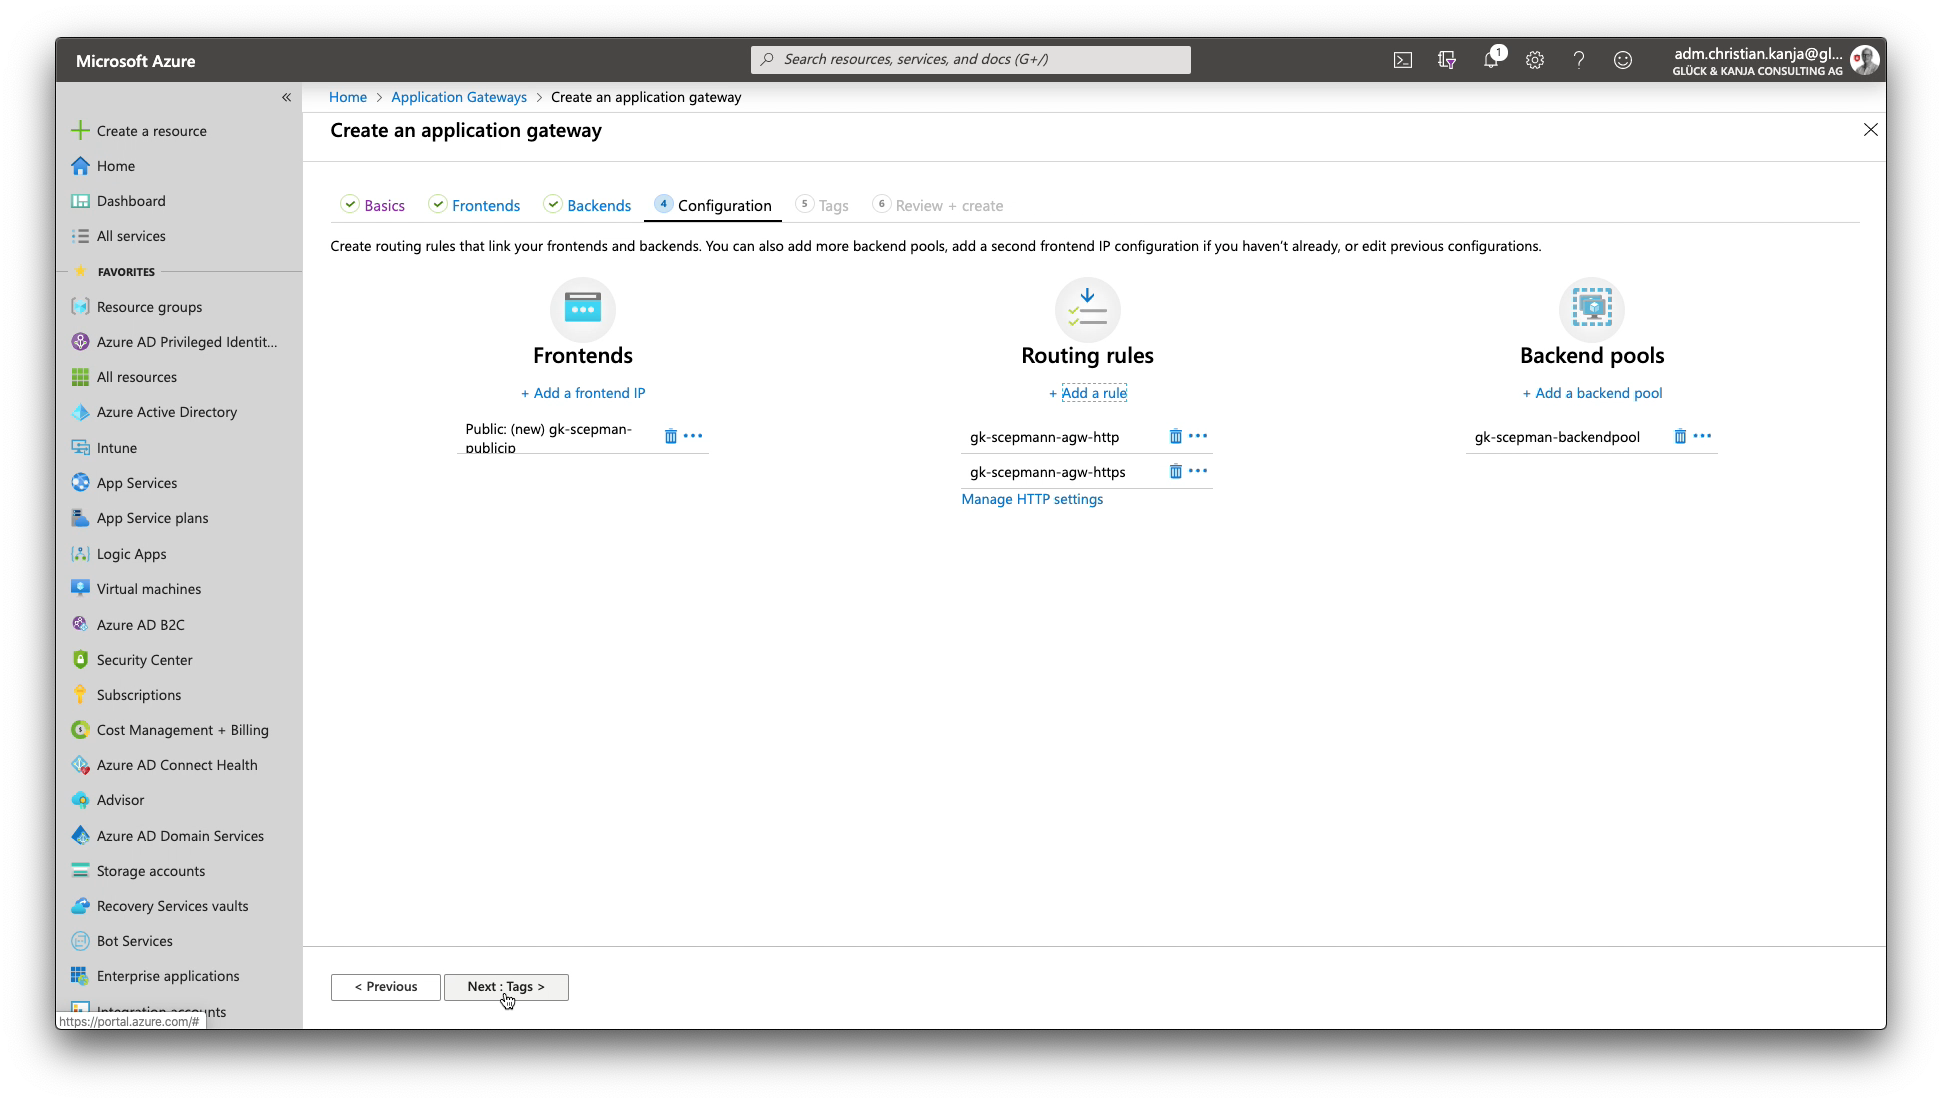 Microsoft Azure
Search resources, services, and docs (G+/)
1
adm.christian.kanja@gl...
GLÜCK & KANJA CONSULTING AG
«
Create a resource
Home
Dashboard
All services
FAVORITES
Resource groups
Azure AD Privileged Identit...
All resources
Azure Active Directory
Intune
App Services
App Service plans
Logic Apps
Virtual machines
Azure AD B2C
Security Center
Subscriptions
Cost Management + Billing
Azure AD Connect Health
Advisor
Azure AD Domain Services
Storage accounts
Recovery Services vaults
Bot Services
Enterprise applications
Integration accounts
https://portal.azure.com/#
Home > Application Gateways > Create an application gateway
Create an application gateway
Basics
Frontends
Backends
4 Configuration
5 Tags
6 Review + create
Create routing rules that link your frontends and backends. You can also add more backend pools, add a second frontend IP configuration if you haven't already, or edit previous configurations.
Frontends
+ Add a frontend IP
Public: (new) gk-scepman-
publicip
Routing rules
+ Add a rule
gk-scepmann-agw-http
gk-scepmann-agw-https
Manage HTTP settings
Backend pools
+ Add a backend pool
gk-scepman-backendpool
< Previous
Next : Tags >